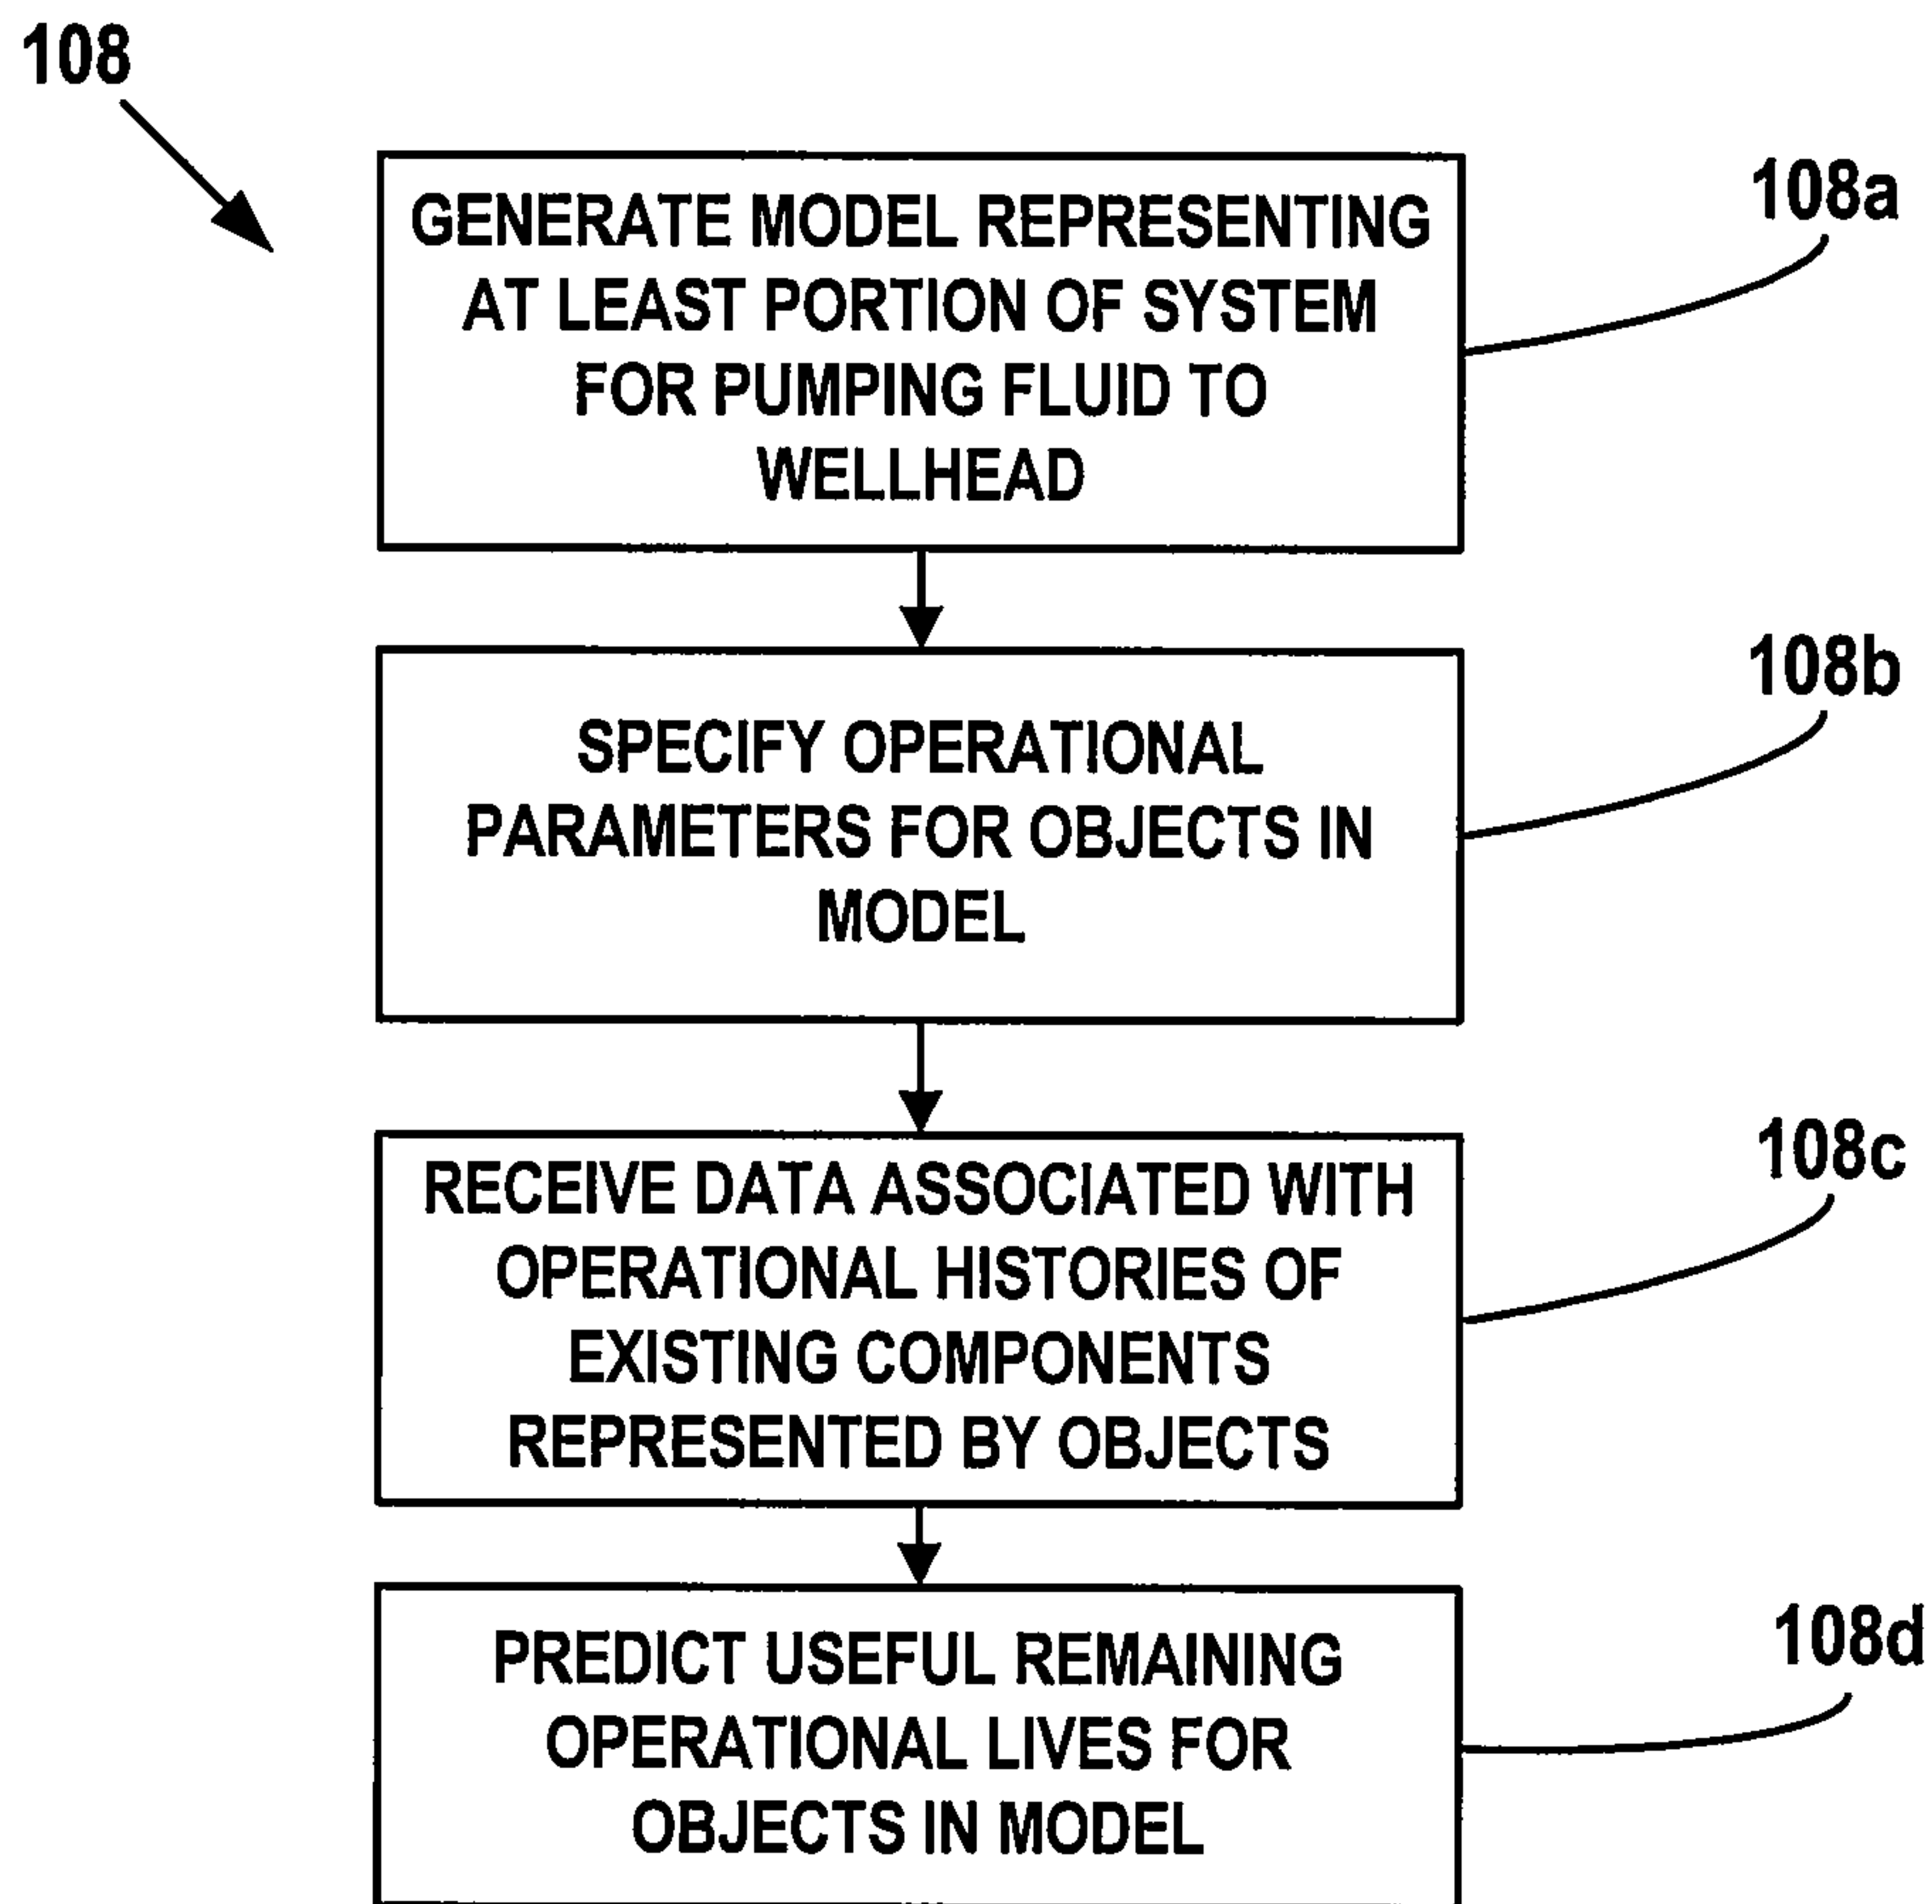 108
GENERATE MODEL REPRESENTING
AT LEAST PORTION OF SYSTEM
FOR PUMPING FLUID TO
WELLHEAD
108a
SPECIFY OPERATIONAL
PARAMETERS FOR OBJECTS IN
MODEL
108b
RECEIVE DATA ASSOCIATED WITH
OPERATIONAL HISTORIES OF
EXISTING COMPONENTS
REPRESENTED BY OBJECTS
108c
PREDICT USEFUL REMAINING
OPERATIONAL LIVES FOR
OBJECTS IN MODEL
108d